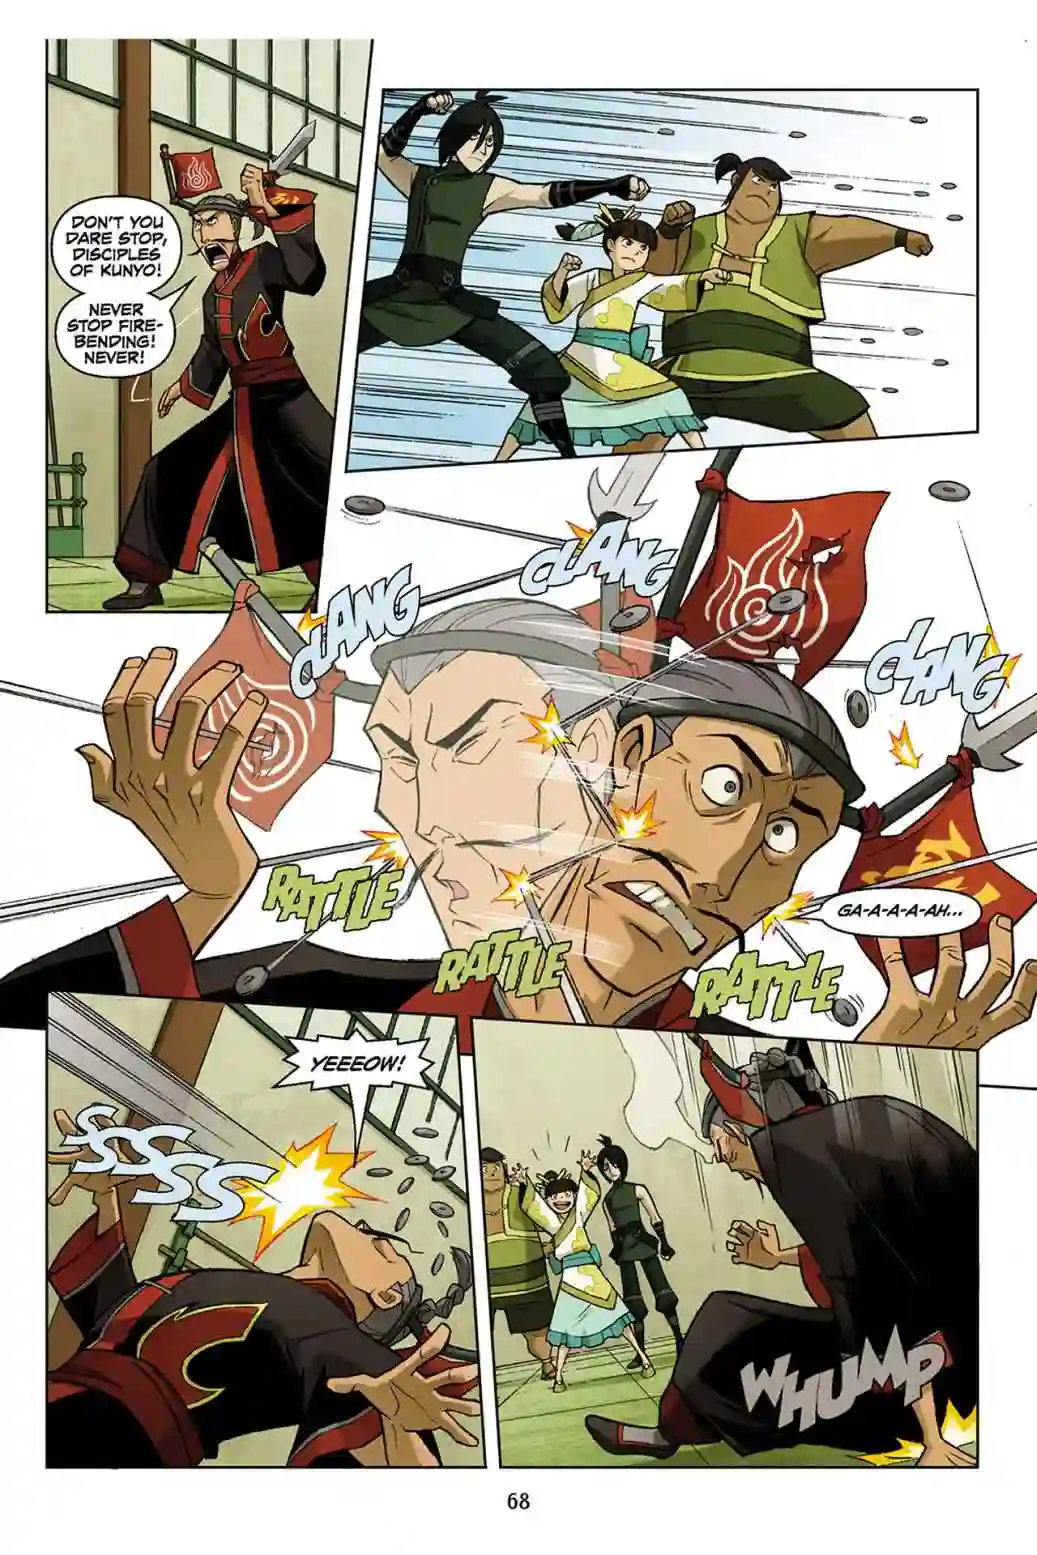 DON'T YOU
DARE STOP,
DISCIPLES
OF KUNYO!
NEVER
STOP FIRE-
BENDING!
NEVER!
CLANG
CLANG
CLANG
RATTLE
RATTLE
RATTLE
GA-A-A-A-AH...
YEEEOW!
SSSSS
WHUMP
68